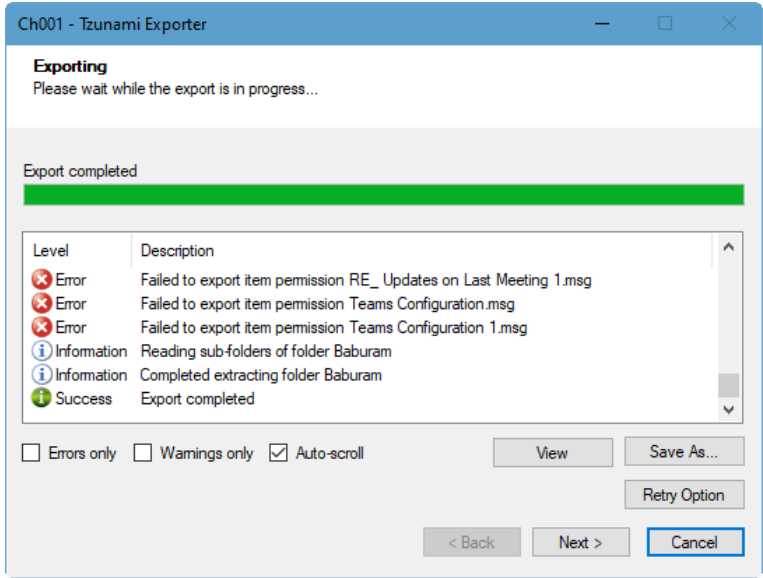 Ch001 - Tzunami Exporter
Exporting
Please wait while the export is in progress...
Export completed
Level Description
Error Failed to export item permission RE_ Updates on Last Meeting 1.msg
Error Failed to export item permission Teams Configuration.msg
Error Failed to export item permission Teams Configuration 1.msg
Information Reading sub-folders of folder Baburam
Information Completed extracting folder Baburam
Success Export completed
Errors only Warnings only Auto-scroll View Save As...
Retry Option
< Back Next > Cancel